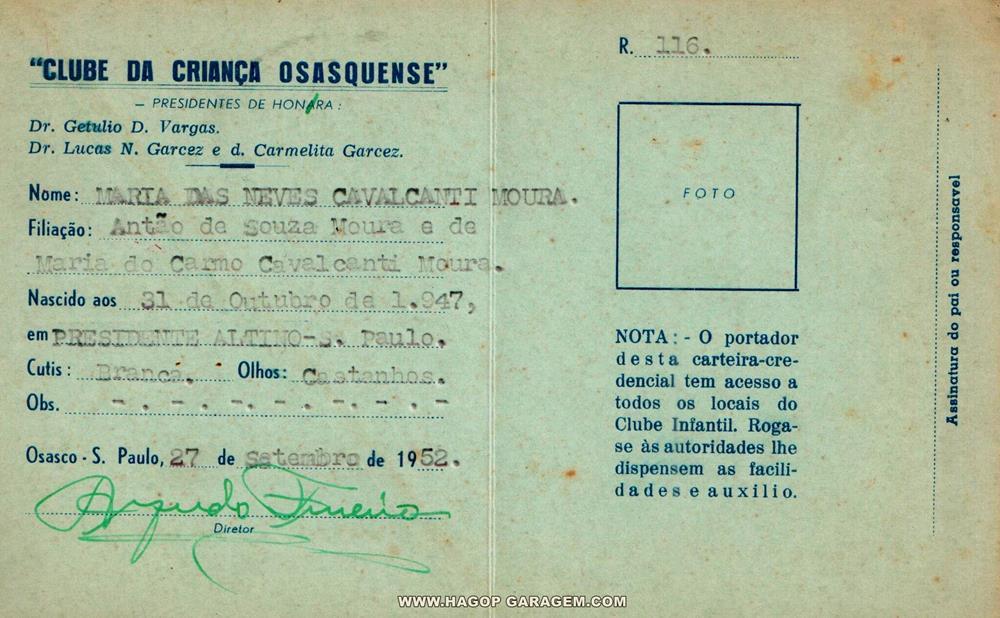 "CLUBE DA CRIANÇA OSASQUENSE"
— PRESIDENTES DE HONARA :
Dr. Getulio D. Vargas.
Dr. Lucas N. Garcez e d. Carmelita Garcez.
Nome: MARIA DAS NEVES CAVALCANTI MOURA.
Filiação: Antão de Souza Moura e de
Maria do Carmo Cavalcanti Moura.
Nascido aos 31 de Outubro de 1.947,
em PRESIDENTE ALTINO-S. Paulo.
Cutis: Branca. Olhos: Castanhos.
Obs. - . - . - . - . - . -
Osasco - S. Paulo, 27 de setembro de 1952.
Diretor
R. 116.
FOTO
NOTA: - O portador
desta carteira-cre-
dencial tem acesso a
todos os locais do
Clube Infantil. Roga-
se às autoridades lhe
dispensem as facili-
dades e auxilio.
Assinatura do pai ou responsavel
WWW.HAGOP GARAGEM.COM